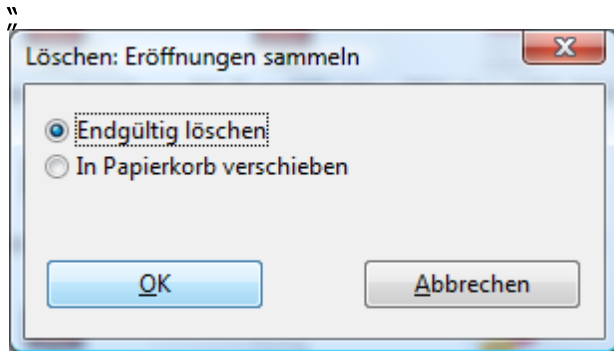 “
Löschen: Eröffnungen sammeln
Endgültig löschen
In Papierkorb verschieben
OK
Abbrechen